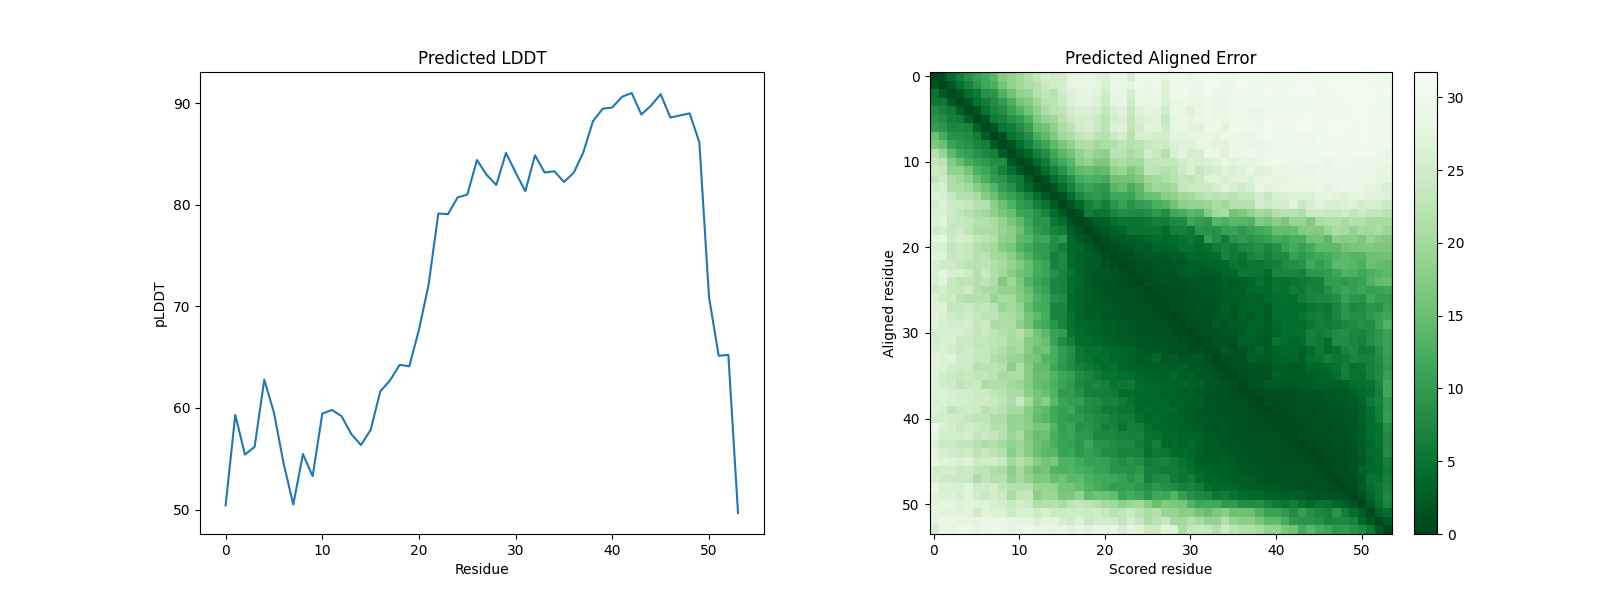 Predicted LDDT
90
80
70
60
50
pLDDT
0 10 20 30 40 50
Residue
Predicted Aligned Error
0
10
20
30
40
50
Aligned residue
0 10 20 30 40 50
Scored residue
30
25
20
15
10
5
0